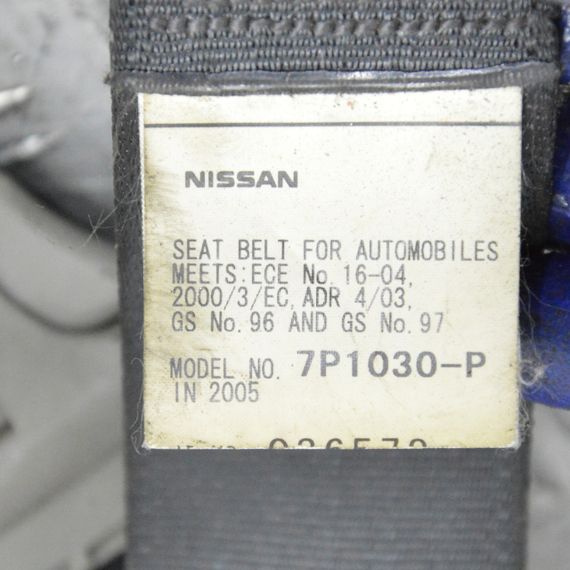 NISSAN
SEAT BELT FOR AUTOMOBILES
MEETS:ECE No.16-04,
2000/3/EC, ADR 4/03,
GS No.96 AND GS No.97
MODEL NO. 7P1030-P
IN 2005